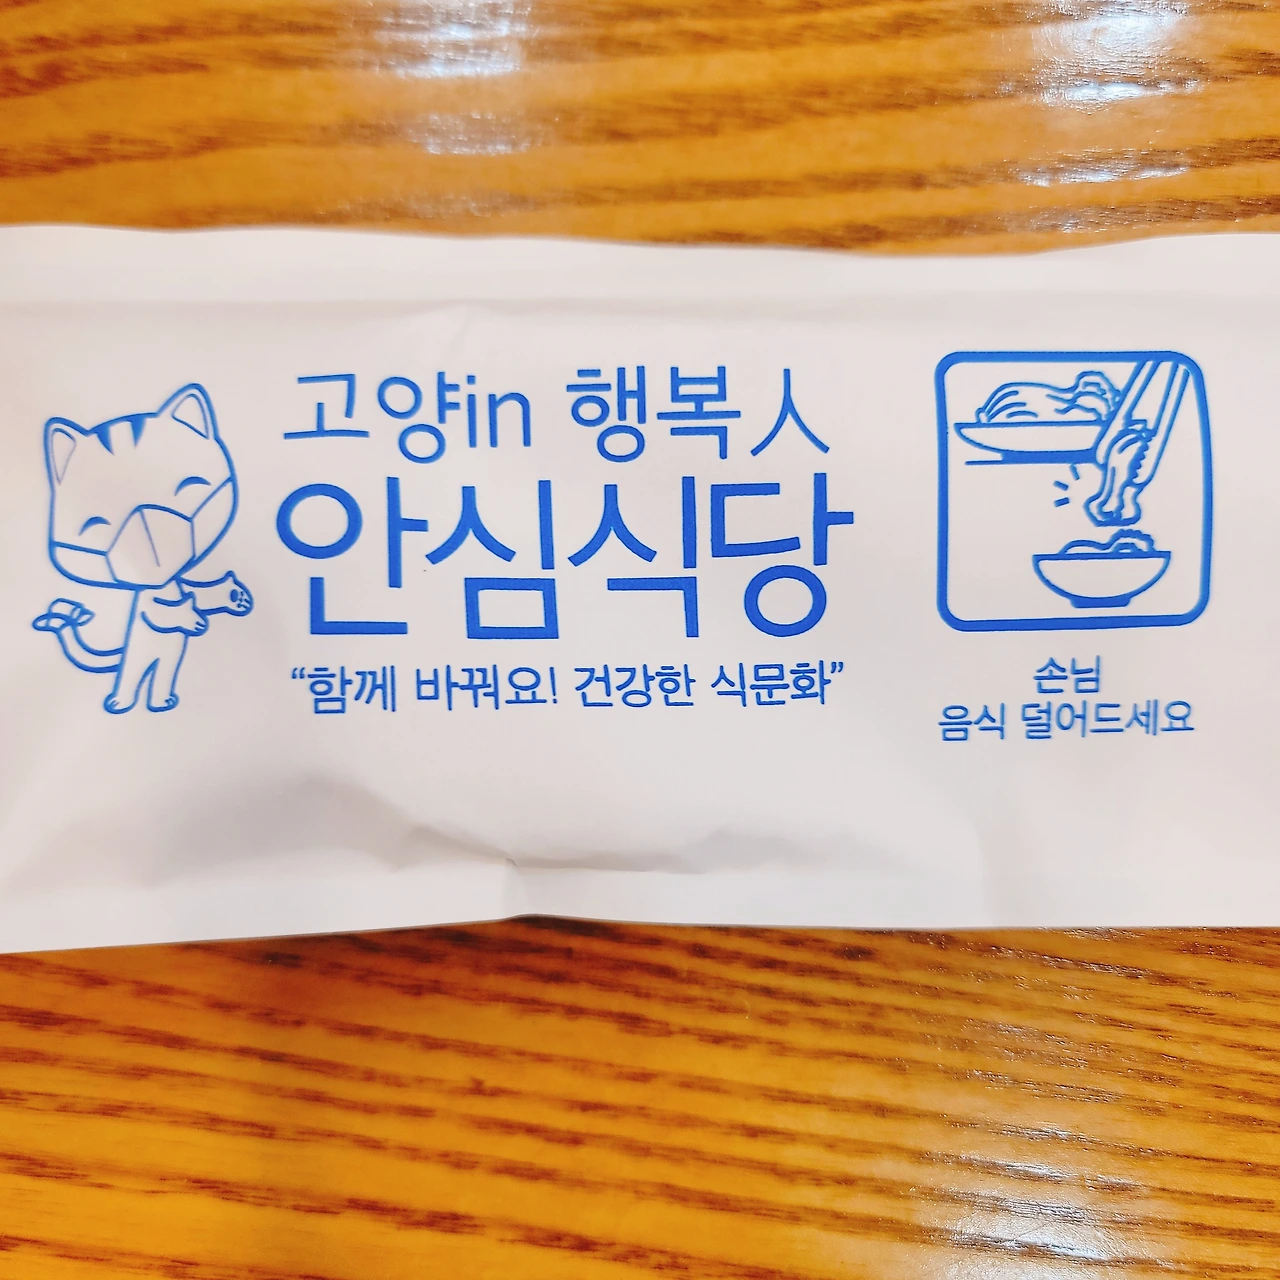 고양in 행복人
안심식당
“함께 바꿔요! 건강한 식문화”
손님
음식 덜어드세요